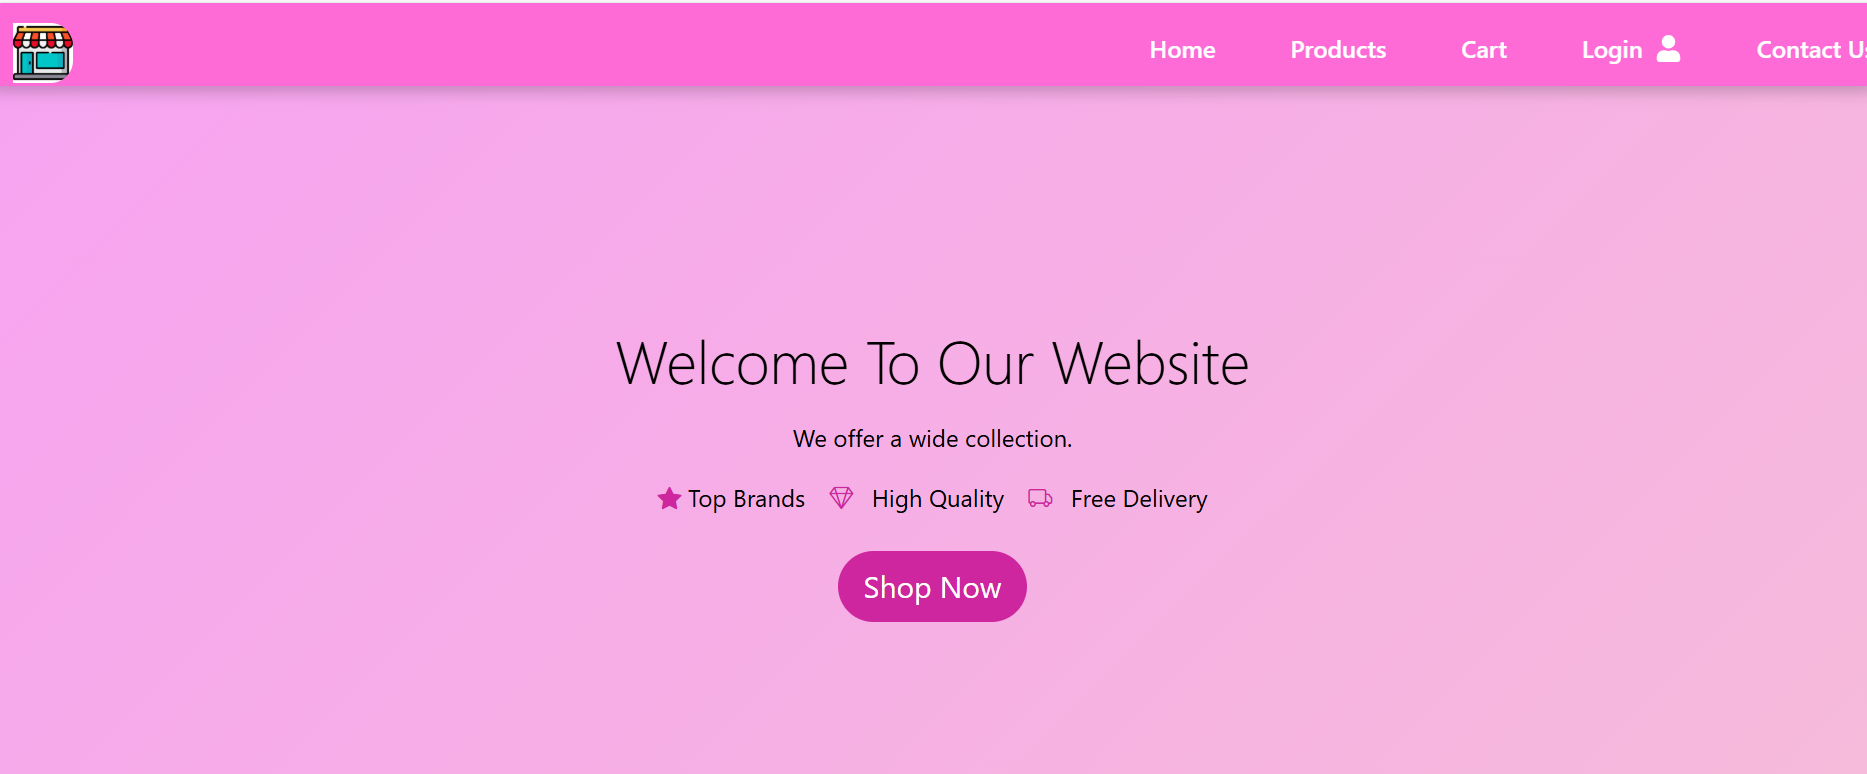 Home Products Cart Login Contact Us
Welcome To Our Website
We offer a wide collection.
Top Brands High Quality Free Delivery
Shop Now